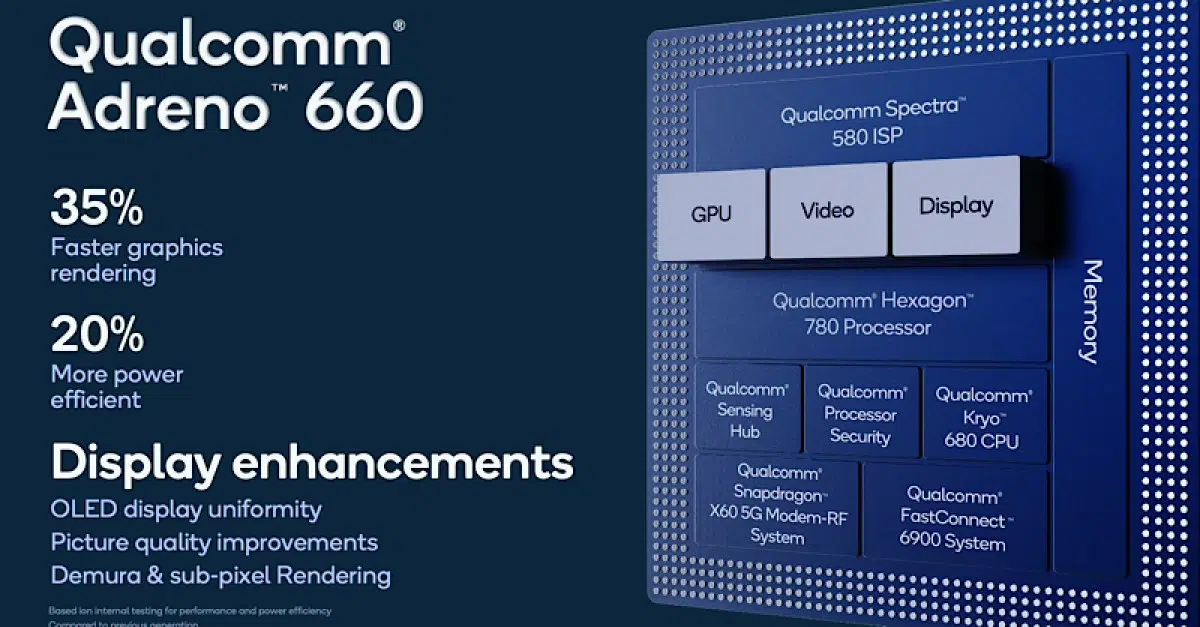 Qualcomm®
Adreno™ 660
35%
Faster graphics
rendering
20%
More power
efficient
Display enhancements
OLED display uniformity
Picture quality improvements
Demura & sub-pixel Rendering
Based ion internal testing for performance and power efficiency
Compared to previous generation
Qualcomm Spectra™
580 ISP
GPU
Video
Display
Qualcomm® Hexagon™
780 Processor
Qualcomm®
Sensing
Hub
Qualcomm®
Processor
Security
Qualcomm®
Kryo™
680 CPU
Qualcomm®
Snapdragon™
X60 5G Modem-RF
System
Qualcomm®
FastConnect™
6900 System
Memory